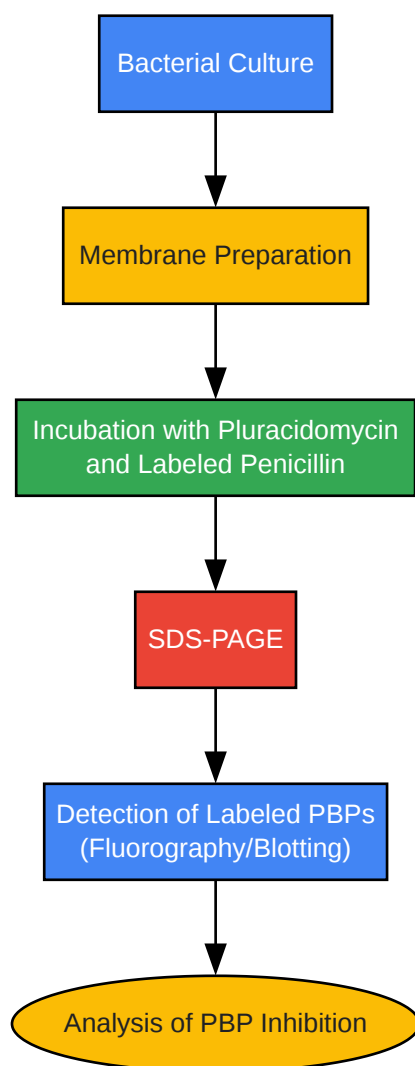 Bacterial Culture
Membrane Preparation
Incubation with Pluracidomycin
and Labeled Penicillin
SDS-PAGE
Detection of Labeled PBPs
(Fluorography/Blotting)
Analysis of PBP Inhibition